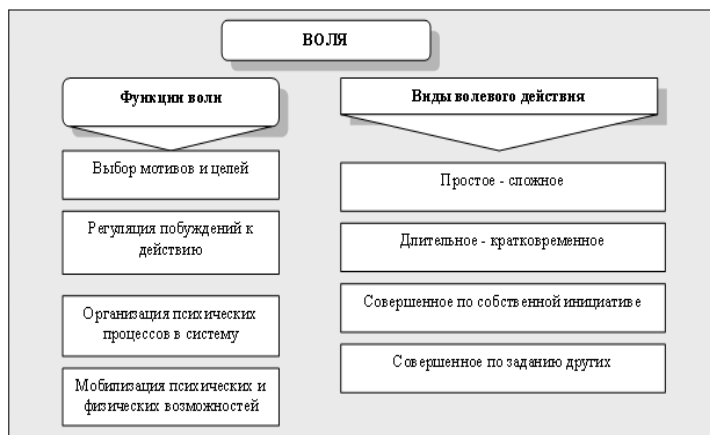 ВОЛЯ
Функции воли
Выбор мотивов и целей
Регуляция побуждений к
действию
Организация психических
процессов в систему
Мобилизация психических и
физических возможностей
Виды волевого действия
Простое - сложное
Длительное - кратковременное
Совершенное по собственной инициативе
Совершенное по заданию других